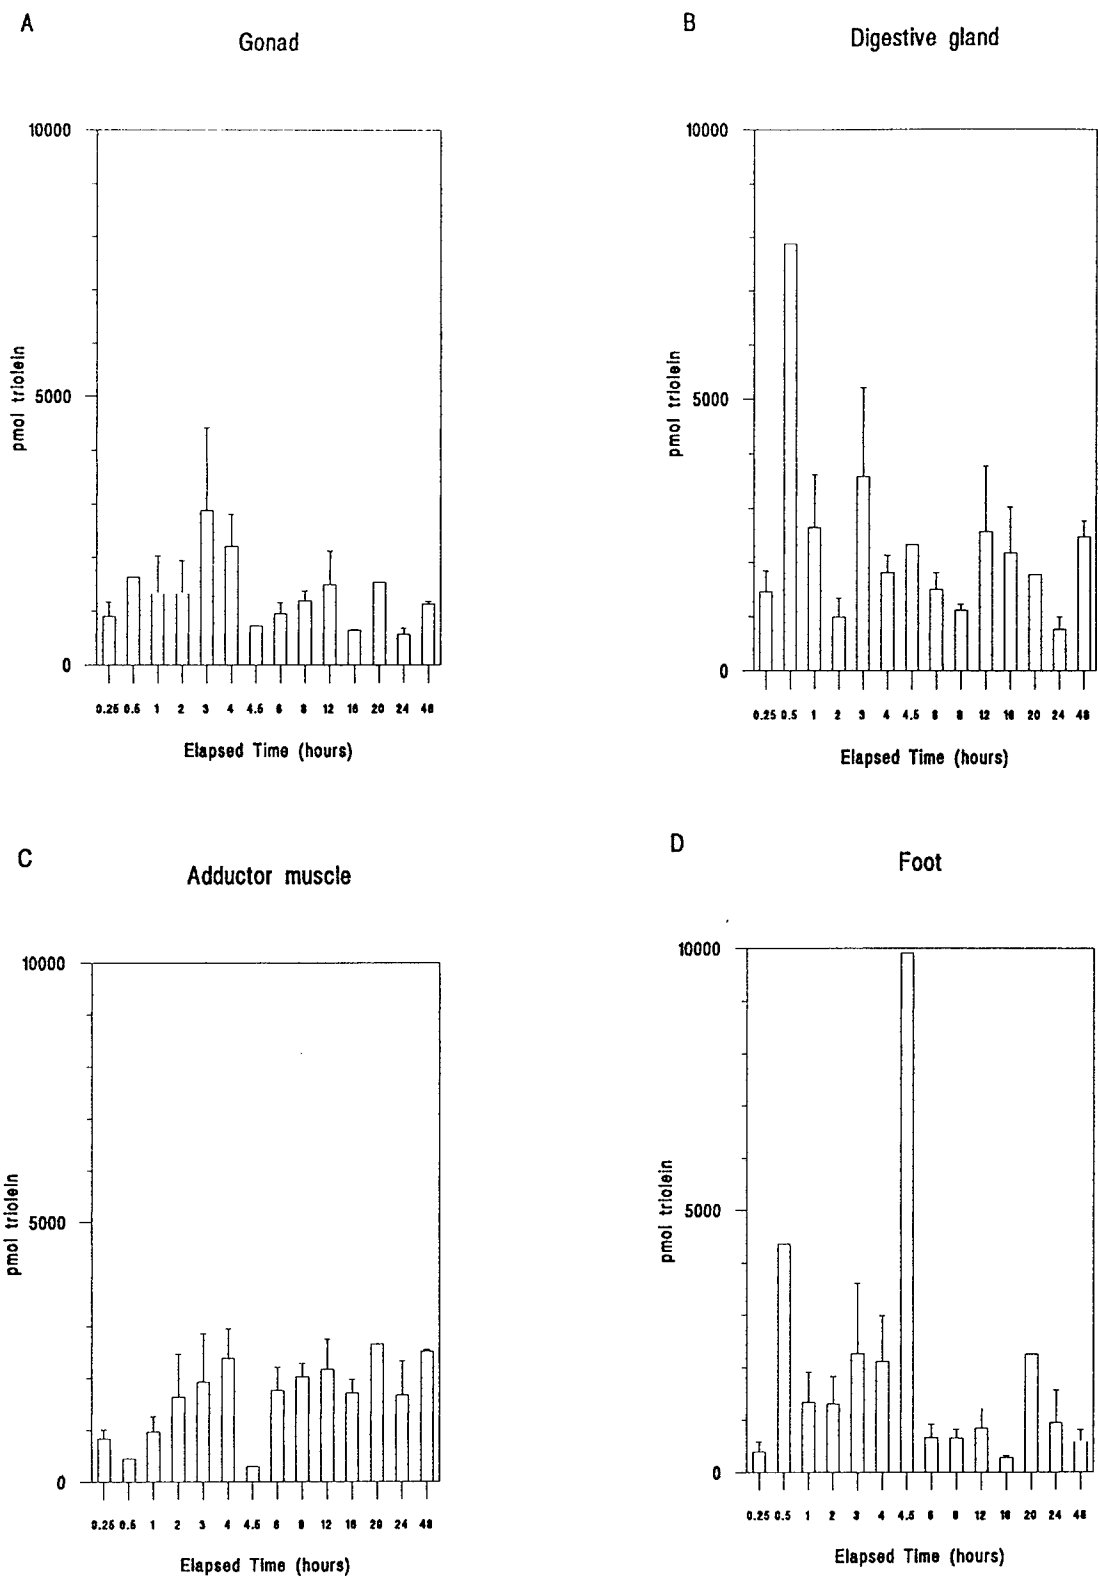 A
Gonad
10000
5000
0
pmol triolein
0.25 0.5 1 2 3 4 4.5 6 8 12 16 20 24 48
Elapsed Time (hours)
B
Digestive gland
10000
5000
0
pmol triolein
0.25 0.5 1 2 3 4 4.5 6 8 12 16 20 24 48
Elapsed Time (hours)
C
Adductor muscle
10000
5000
0
pmol triolein
0.25 0.5 1 2 3 4 4.5 6 8 12 16 20 24 48
Elapsed Time (hours)
D
Foot
10000
5000
0
pmol triolein
0.25 0.5 1 2 3 4 4.5 6 8 12 16 20 24 48
Elapsed Time (hours)